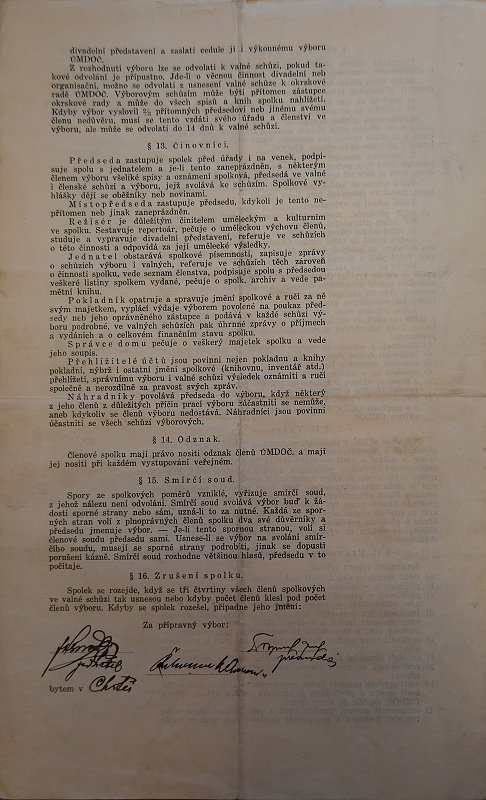 divadelní představení a zaslati cedule jí i výkonnému výboru
ÚMDOČ.
Z rozhodnutí výboru lze se odvolati k valné schůzi, pokud ta-
kové odvolání je přípustno. Jde-li o věcnou činnost divadelní neb
organisační, možno se odvolati z usnesení valné schůze k okrskové
radě ÚMDOČ. Výborovým schůzím může býti přítomen zástupce
okrskové rady a může do všech spisů a knih spolku nahlížeti.
Kdyby výbor vyslovil ⅔ přítomných předsedovi neb jinému svému
členu nedůvěru, musí se tento vzdáti svého úřadu a členství ve
výboru, ale může se odvolati do 14 dnů k valné schůzi.
§ 13. Činovníci.
Předseda zastupuje spolek před úřady i na venek, podpi-
suje spolu s jednatelem a je-li tento zaneprázdněn, s některým
členem výboru všeliké spisy a oznámení spolková, předsedá ve valné
i členské schůzi a výboru, jejž svolává ke schůzím. Spolkové vy-
hlášky dějí se oběžníky neb novinami.
Místopředseda zastupuje předsedu, kdykoli je tento ne-
přítomen neb jinak zaneprázdněn.
Režisér je důležitým činitelem uměleckým a kulturním
ve spolku. Sestavuje repertoár, pečuje o uměleckou výchovu členů,
studuje a vypravuje divadelní představení, referuje ve schůzích
o této činnosti a odpovídá za její umělecké výsledky.
Jednatel obstarává spolkové písemnosti, zapisuje zprávy
o schůzích výboru i valných, referuje ve schůzích těch zároveň
o činnosti spolku, vede seznam členstva, podpisuje spolu s předsedou
veškeré listiny spolkem vydané, pečuje o spolk. archiv a vede pa-
mětní knihu.
Pokladník opatruje a spravuje jmění spolkové a ručí za ně
svým majetkem, vyplácí výdaje výborem povolené na poukaz před-
sedy neb jeho oprávněného zástupce a podává v každé schůzi vý-
boru podrobné, ve valných schůzích pak úhrnné zprávy o příjmech
a vydáních a o celkovém finančním stavu spolku.
Správce domu pečuje o veškerý majetek spolku a vede
jeho soupis.
Přehlížitelé účtů jsou povinni nejen pokladnu a knihy
pokladní, nýbrž i ostatní jmění spolkové (knihovnu, inventář atd.)
přehlížeti, správnímu výboru i valné schůzi výsledek oznámiti a ručí
společně a nerozdílně za pravost svých zpráv.
Náhradníky povolává předseda do výboru, když některý
z jeho členů z důležitých příčin prací výboru zúčastniti se nemůže,
aneb kdykoliv se členů výboru nedostává. Náhradníci jsou povinni
účastniti se všech schůzí výborových.
§ 14. Odznak.
Členové spolku mají právo nositi odznak členů ÚMDOČ. a mají
jej nositi při každém vystupování veřejném.
§ 15. Smírčí soud.
Spory ze spolkových poměrů vzniklé, vyřizuje smírčí soud,
z jehož nálezu není odvolání. Smírčí soud svolává výbor buď k žá-
dosti sporné strany nebo sám, uzná-li to za nutné. Každá ze spor-
ných stran volí z plnoprávných členů spolku dva své důvěrníky a
předsedu jmenuje výbor. — Je-li tento spornou stranou, volí si
členové soudu předsedu sami. Usnese-li se výbor na svolání smír-
čího soudu, musejí se sporné strany podrobiti, jinak se dopustí
porušení kázně. Smírčí soud rozhodne většinou hlasů, předsedu v to
počítaje.
§ 16. Zrušení spolku.
Spolek se rozejde, když se tři čtvrtiny všech členů spolkových
ve valné schůzi tak usnesou nebo kdyby počet členů klesl pod počet
členů výboru. Kdyby se spolek rozešel, připadne jeho jmění:
Za přípravný výbor:
bytem v